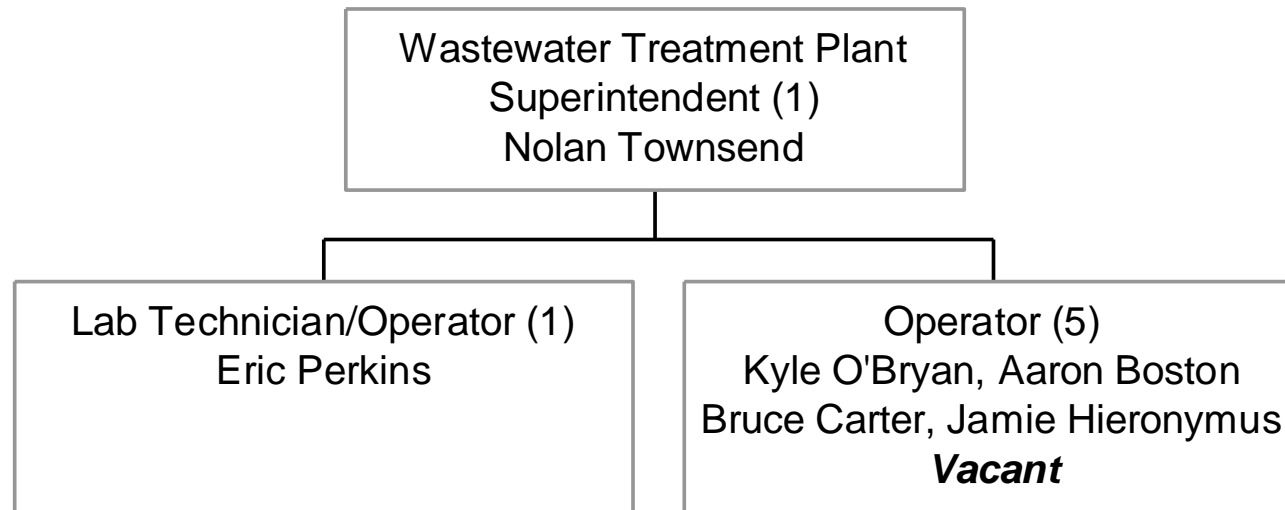 Wastewater Treatment Plant
Superintendent (1)
Nolan Townsend
Lab Technician/Operator (1)
Eric Perkins
Operator (5)
Kyle O'Bryan, Aaron Boston
Bruce Carter, Jamie Hieronymus
Vacant